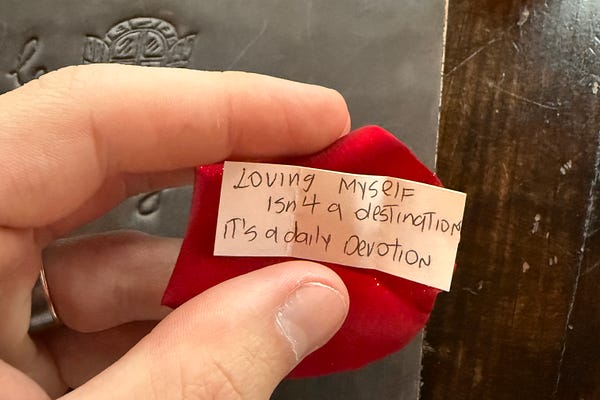 Loving Myself
isn't a destination
it's a daily Devotion